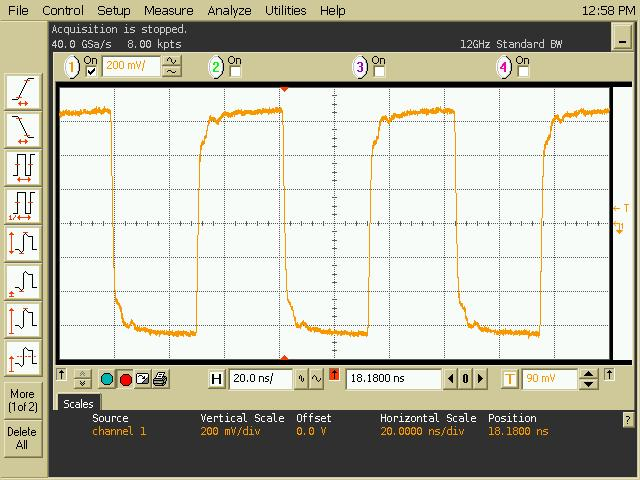 File Control Setup Measure Analyze Utilities Help 12:58 PM
Acquisition is stopped.
40.0 GSa/s 8.00 kpts 12GHz Standard BW
1 On 200 mV/ 2 On 3 On 4 On
T
More
(1of 2)
Delete
All
H 20.0 ns/ 18.1800 ns 0 T 90 mV
Scales
Source Vertical Scale Offset Horizontal Scale Position ?
channel 1 200 mV/div 0.0 V 20.0000 ns/div 18.1800 ns